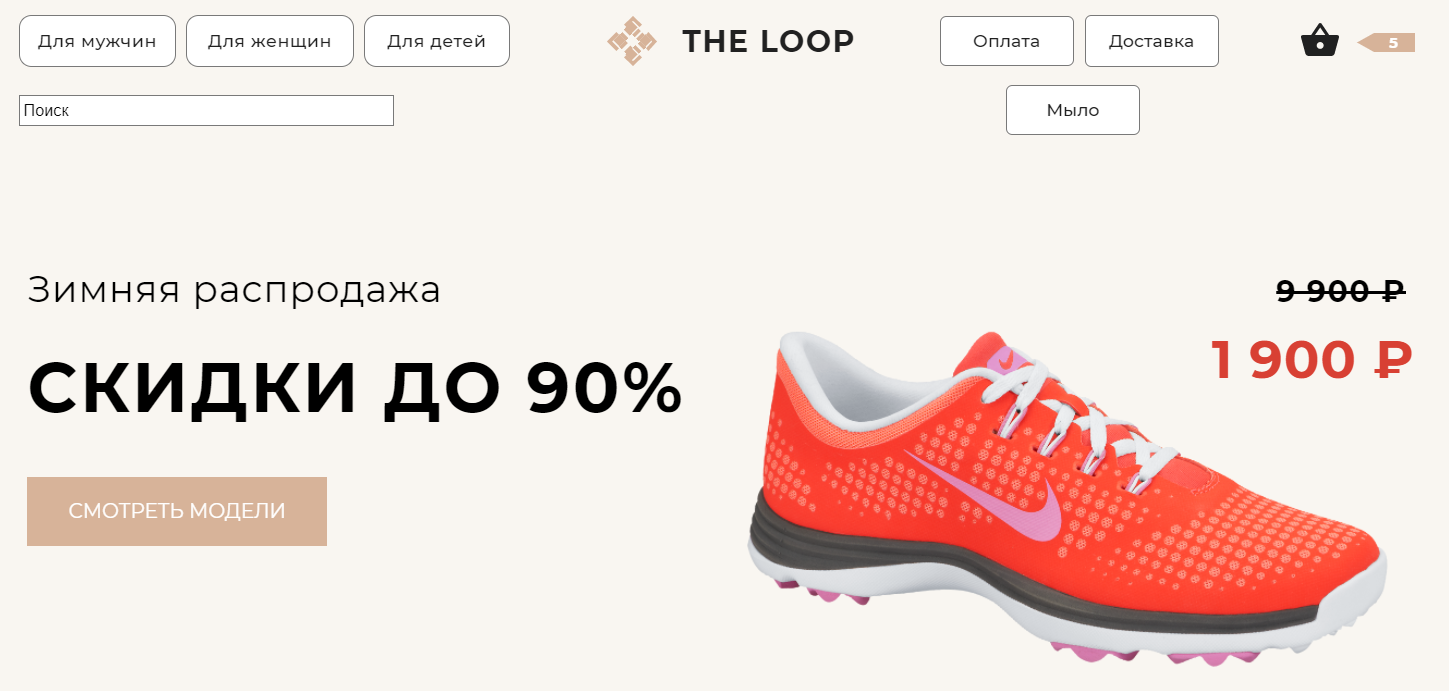 Для мужчин Для женщин Для детей THE LOOP Оплата Доставка 5
Поиск Мыло
Зимняя распродажа
СКИДКИ ДО 90%
СМОТРЕТЬ МОДЕЛИ
9 900 ₽
1 900 ₽